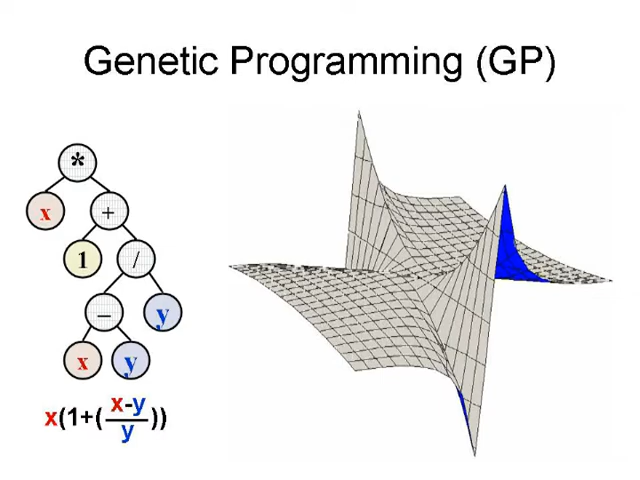 Genetic Programming (GP)
*
x
+
1
/
–
y
x
y
x(1+(x-y/y))